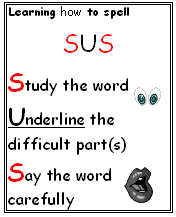 Learning how to spell
SUS
Study the word
Underline the
difficult part(s)
Say the word
carefully